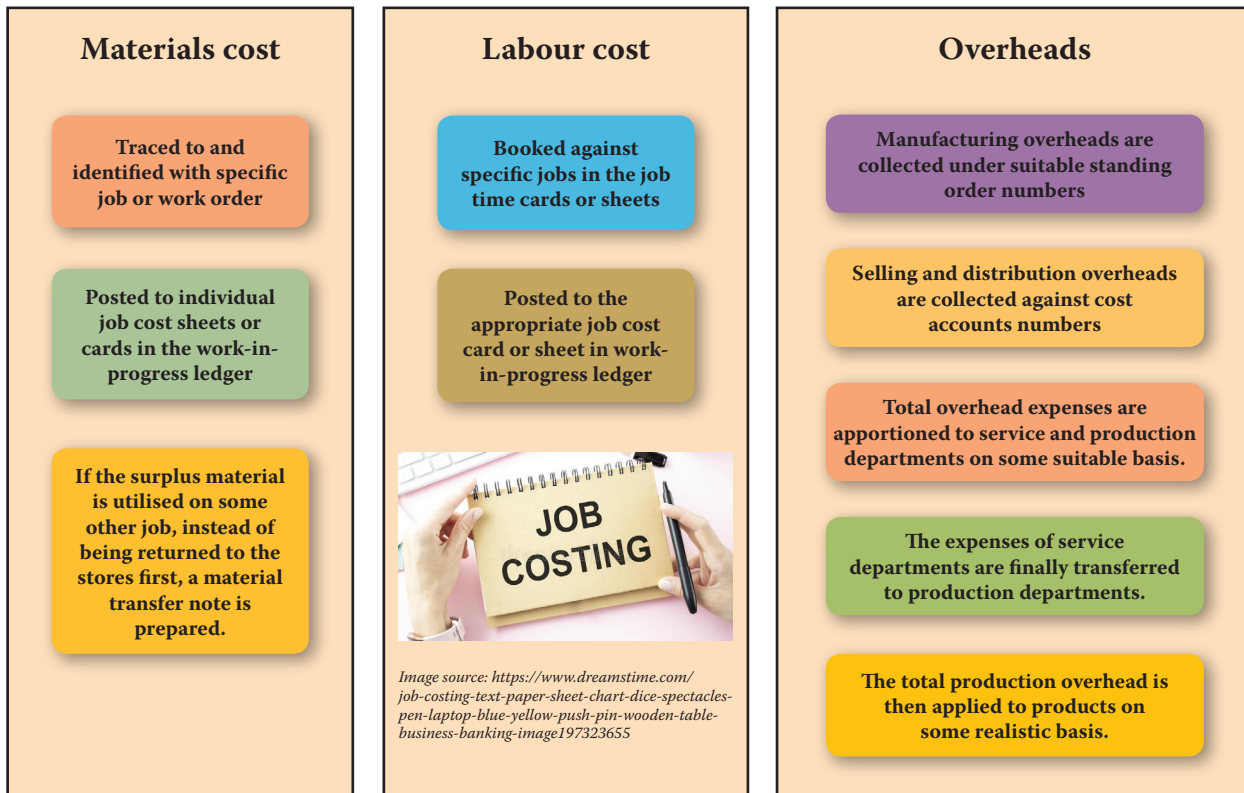 Materials cost
Traced to and
identified with specific
job or work order
Posted to individual
job cost sheets or
cards in the work-in-
progress ledger
If the surplus material
is utilised on some
other job, instead of
being returned to the
stores first, a material
transfer note is
prepared.
Labour cost
Booked against
specific jobs in the job
time cards or sheets
Posted to the
appropriate job cost
card or sheet in work-
in-progress ledger
JOB
COSTING
Image source: https://www.dreamstime.com/
job-costing-text-paper-sheet-chart-dice-spectacles-
pen-laptop-blue-yellow-push-pin-wooden-table-
business-banking-image197323655
Overheads
Manufacturing overheads are
collected under suitable standing
order numbers
Selling and distribution overheads
are collected against cost
accounts numbers
Total overhead expenses are
apportioned to service and production
departments on some suitable basis.
The expenses of service
departments are finally transferred
to production departments.
The total production overhead is
then applied to products on
some realistic basis.